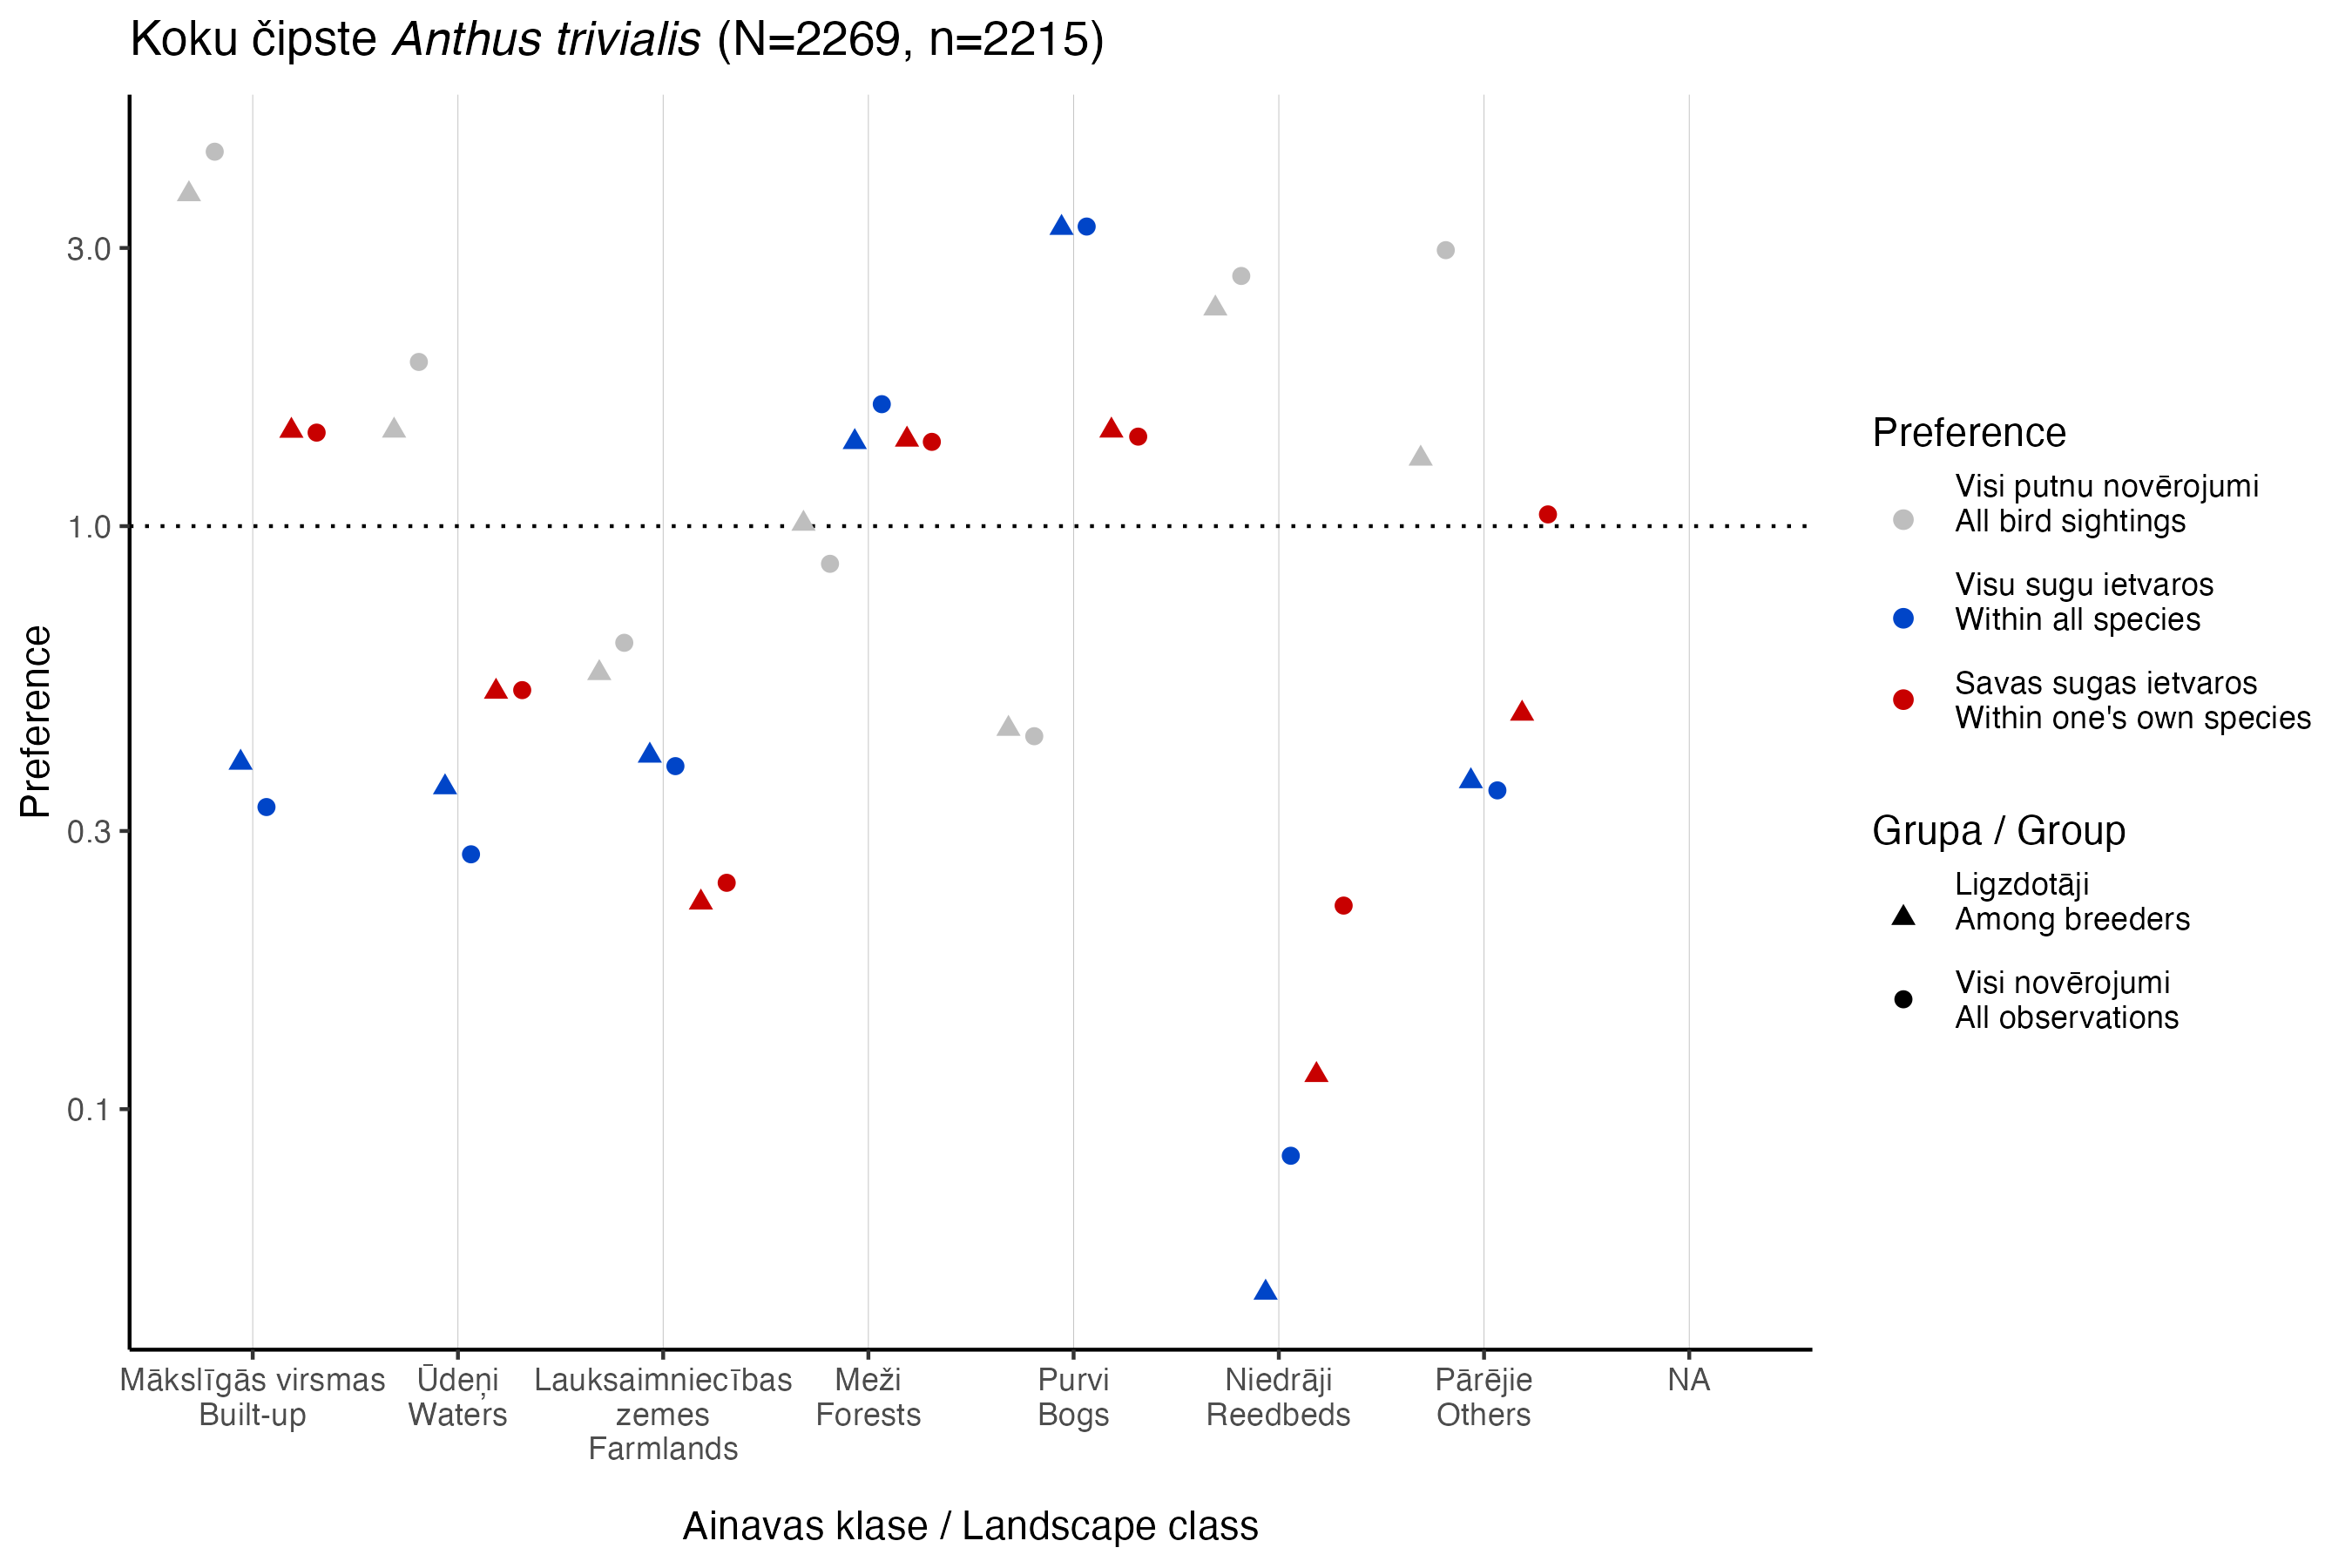 Koku čipste Anthus trivialis (N=2269, n=2215)
Preference
3.0
1.0
0.3
0.1
Mākslīgās virsmas
Built-up
Ūdeņi
Waters
Lauksaimniecības
zemes
Farmlands
Meži
Forests
Purvi
Bogs
Niedrāji
Reedbeds
Pārējie
Others
NA
Ainavas klase / Landscape class
Preference
Visi putnu novērojumi
All bird sightings
Visu sugu ietvaros
Within all species
Savas sugas ietvaros
Within one's own species
Grupa / Group
Ligzdotāji
Among breeders
Visi novērojumi
All observations